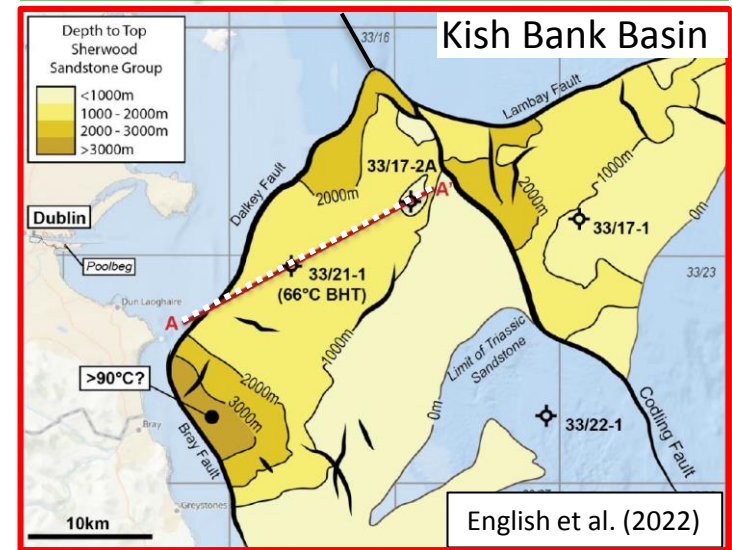 Kish Bank Basin
Depth to Top
Sherwood
Sandstone Group
<1000m
1000 - 2000m
2000 - 3000m
>3000m
33/16
Lambay Fault
Dalkey Fault
33/17-2A
2000m
A'
2000m
1000m
0m
33/17-1
Dublin
Poolbeg
33/21-1
(66°C BHT)
33/23
Dun Laoghaire
A
1000m
Limit of Triassic
Sandstone
>90°C?
2000m
3000m
0m
33/22-1
Codling Fault
Bray
Bray Fault
Greystones
10km
English et al. (2022)